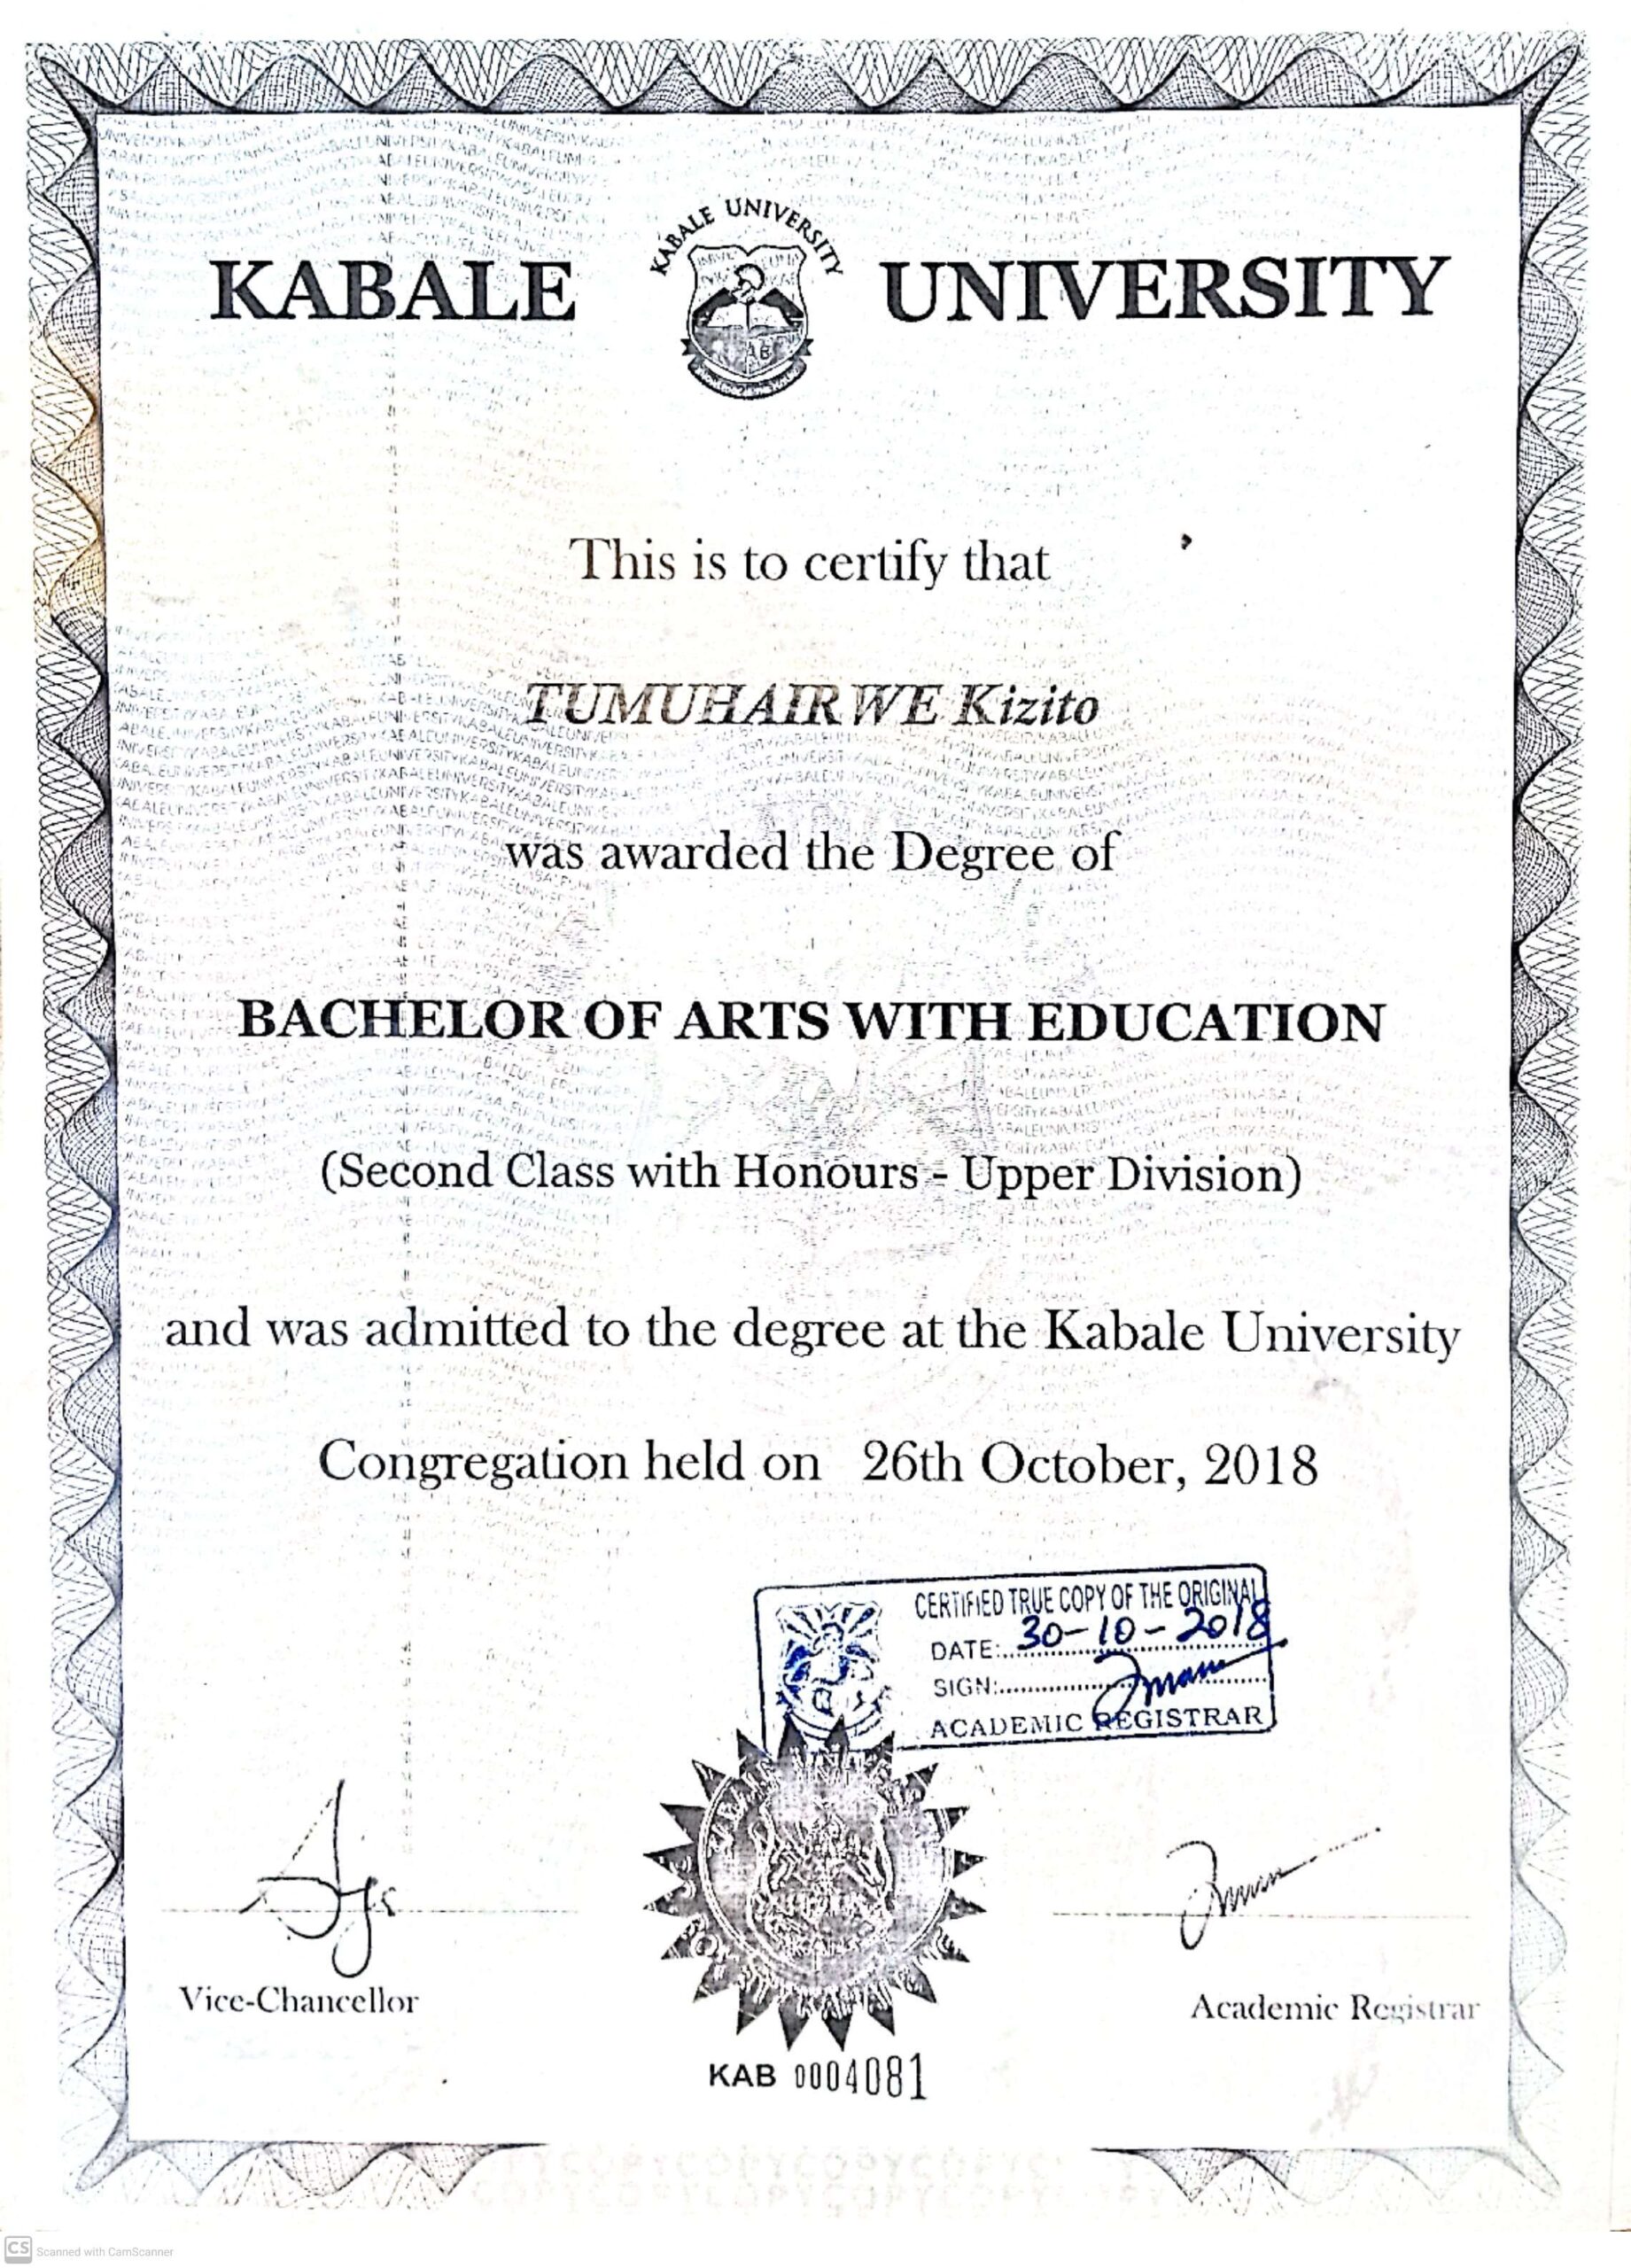 KABALE UNIVERSITY
KABALE UNIVERSITY
This is to certify that
TUMUHAIRWE Kizito
was awarded the Degree of
BACHELOR OF ARTS WITH EDUCATION
(Second Class with Honours - Upper Division)
and was admitted to the degree at the Kabale University
Congregation held on 26th October, 2018
CERTIFIED TRUE COPY OF THE ORIGINAL
DATE: 30-10-2018
SIGN:
ACADEMIC REGISTRAR
Vice-Chancellor
Academic Registrar
KAB 0004081
CS Scanned with CamScanner